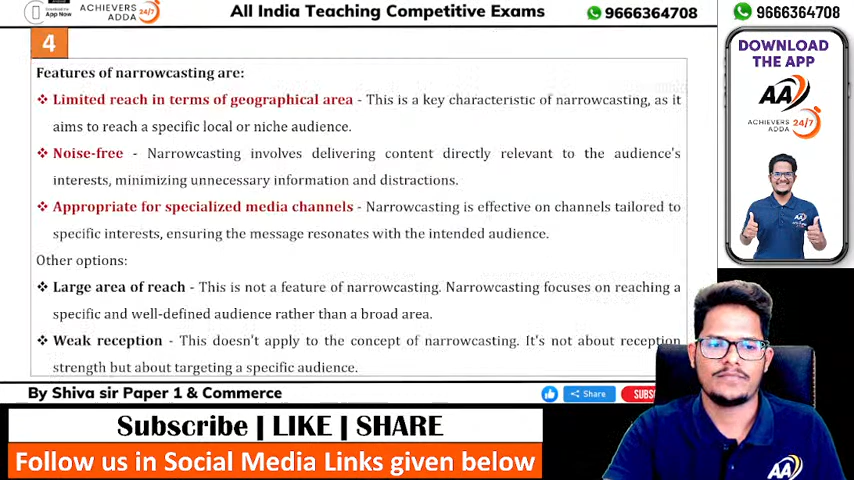 App Now
ACHIEVERS
ADDA 24/7
All India Teaching Competitive Exams
9666364708
9666364708
4
DOWNLOAD
THE APP
AA
ACHIEVERS
ADDA 24/7
Features of narrowcasting are:
❖ Limited reach in terms of geographical area - This is a key characteristic of narrowcasting, as it
aims to reach a specific local or niche audience.
❖ Noise-free - Narrowcasting involves delivering content directly relevant to the audience's
interests, minimizing unnecessary information and distractions.
❖ Appropriate for specialized media channels - Narrowcasting is effective on channels tailored to
specific interests, ensuring the message resonates with the intended audience.
Other options:
❖ Large area of reach - This is not a feature of narrowcasting. Narrowcasting focuses on reaching a
specific and well-defined audience rather than a broad area.
❖ Weak reception - This doesn't apply to the concept of narrowcasting. It's not about reception
strength but about targeting a specific audience.
By Shiva sir Paper 1 & Commerce
Share
Subscribe | LIKE | SHARE
Follow us in Social Media Links given below
AA